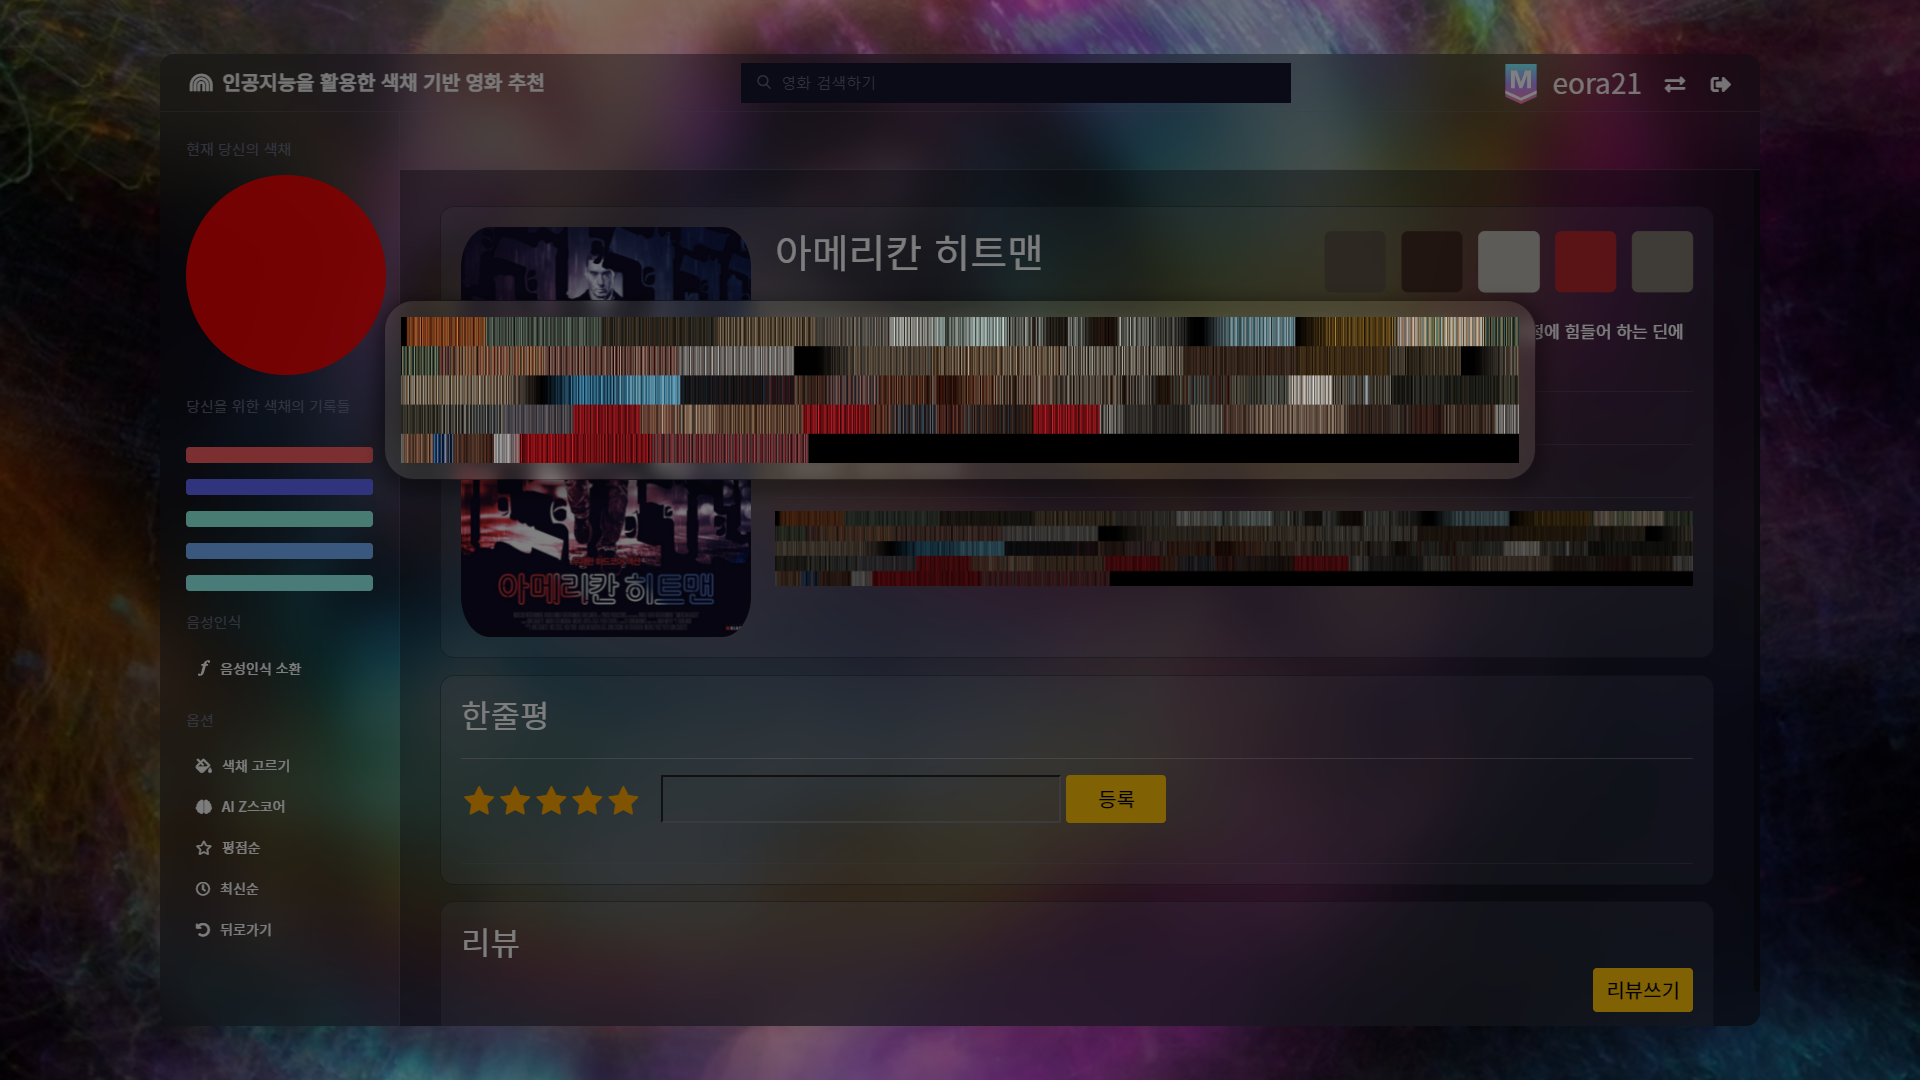 인공지능을 활용한 색채 기반 영화 추천
영화 검색하기
M
eora21
현재 당신의 색채
아메리칸 히트맨
힘들어 하는 딘에
당신을 위한 색채의 기록들
아메리칸 히트맨
음성인식
음성인식 소환
옵션
색채 고르기
AI Z스코어
평점순
최신순
뒤로가기
한줄평
등록
리뷰
리뷰쓰기